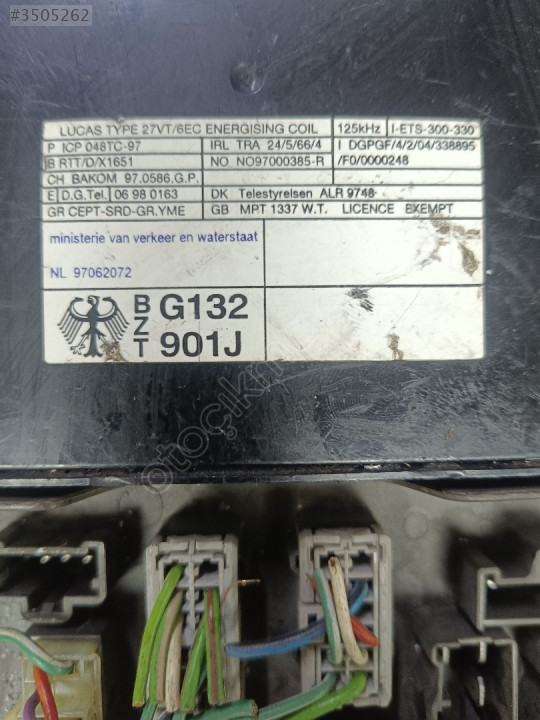 #3505262
LUCAS TYPE 27VT/6EC ENERGISING COIL 125kHz I-ETS-300-330
P ICP 048TC-97 IRL TRA 24/5/66/4 I DGPGF/4/2/04/338895
B RTT/D/X1651 NO NO97000385-R /F0/0000248
CH BAKOM 97.0586.G.P.
E D.G.Tel. 06 98 0163 DK Telestyrelsen ALR 9748
GR CEPT-SRD-GR.YME GB MPT 1337 W.T. LICENCE EXEMPT
ministerie van verkeer en waterstaat
NL 97062072
BZT G132
901J
otocikm